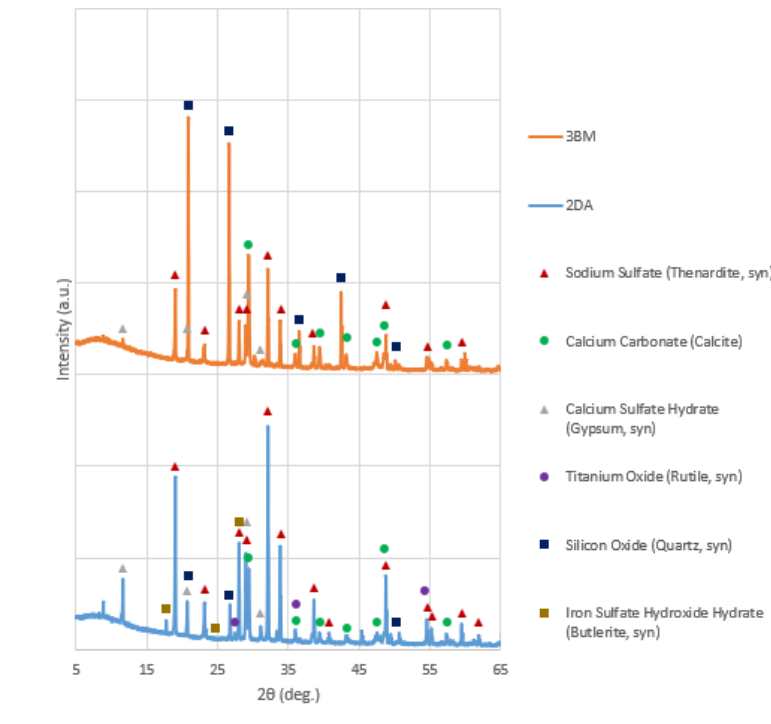 3BM
2DA
Sodium Sulfate (Thenardite, syn)
Calcium Carbonate (Calcite)
Calcium Sulfate Hydrate
(Gypsum, syn)
Titanium Oxide (Rutile, syn)
Silicon Oxide (Quartz, syn)
Iron Sulfate Hydroxide Hydrate
(Butlerite, syn)
Intensity (a.u.)
5 15 25 35 45 55 65
2θ (deg.)